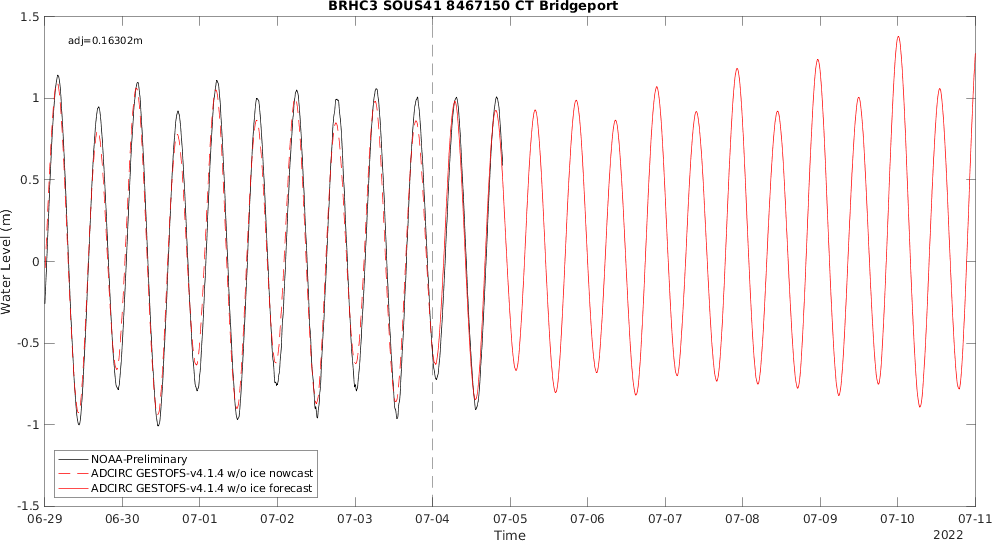 BRHC3 SOUS41 8467150 CT Bridgeport
adj=0.16302m
1.5
1
0.5
0
-0.5
-1
-1.5
Water Level (m)
NOAA-Preliminary
ADCIRC GESTOFS-v4.1.4 w/o ice nowcast
ADCIRC GESTOFS-v4.1.4 w/o ice forecast
06-29 06-30 07-01 07-02 07-03 07-04 07-05 07-06 07-07 07-08 07-09 07-10 07-11
Time
2022